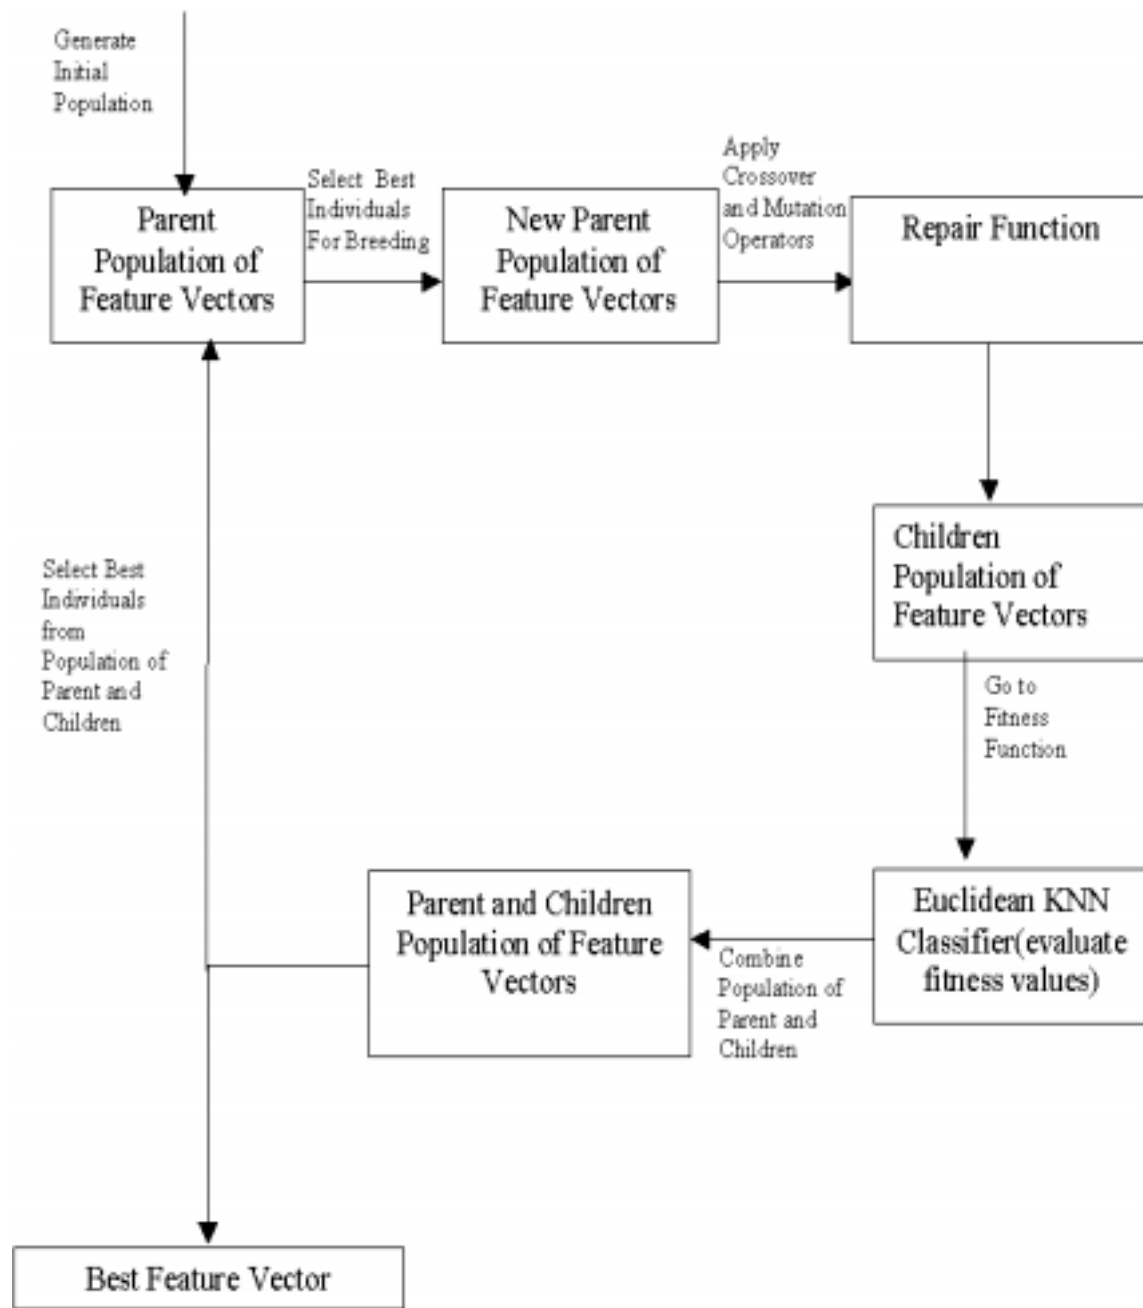 Generate
Initial
Population
Parent
Population of
Feature Vectors
Select Best
Individuals
For Breeding
New Parent
Population of
Feature Vectors
Apply
Crossover
and Mutation
Operators
Repair Function
Children
Population of
Feature Vectors
Go to
Fitness
Function
Euclidean KNN
Classifier(evaluate
fitness values)
Combine
Population of
Parent and
Children
Parent and Children
Population of Feature
Vectors
Select Best
Individuals
from
Population of
Parent and
Children
Best Feature Vector